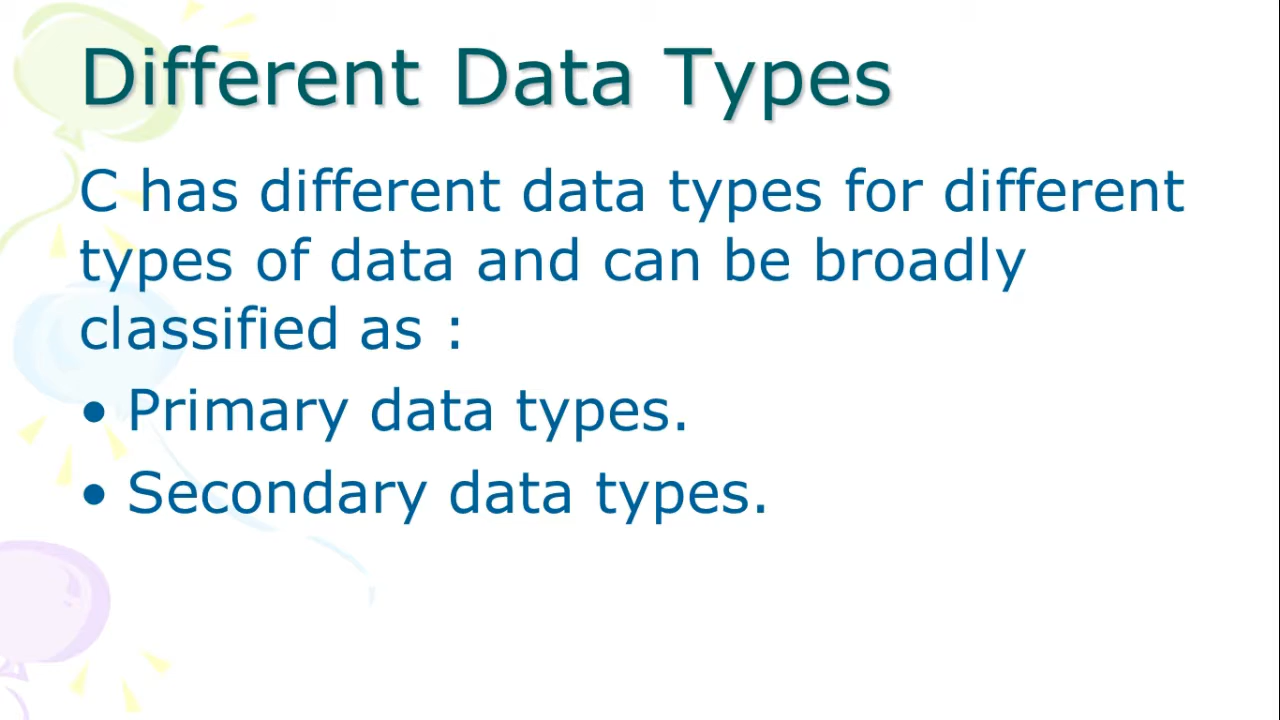 Different Data Types
C has different data types for different
types of data and can be broadly
classified as :
• Primary data types.
• Secondary data types.